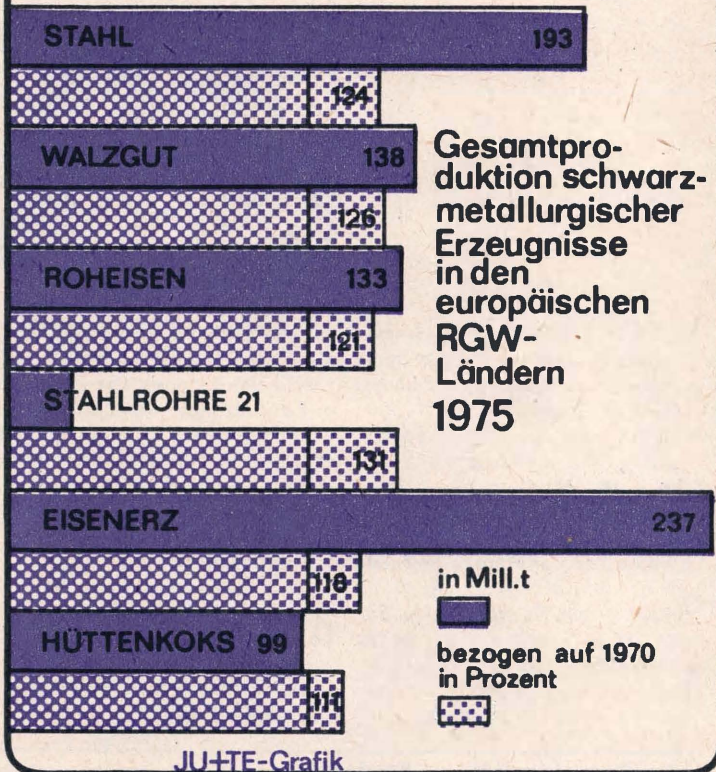 STAHL 193
124
WALZGUT 138
126
ROHEISEN 133
121
STAHLROHRE 21
131
EISENERZ 237
118
HÜTTENKOKS 99
111
Gesamtpro-
duktion schwarz-
metallurgischer
Erzeugnisse
in den
europäischen
RGW-
Ländern
1975
in Mill.t
bezogen auf 1970
in Prozent
JU+TE-Grafik